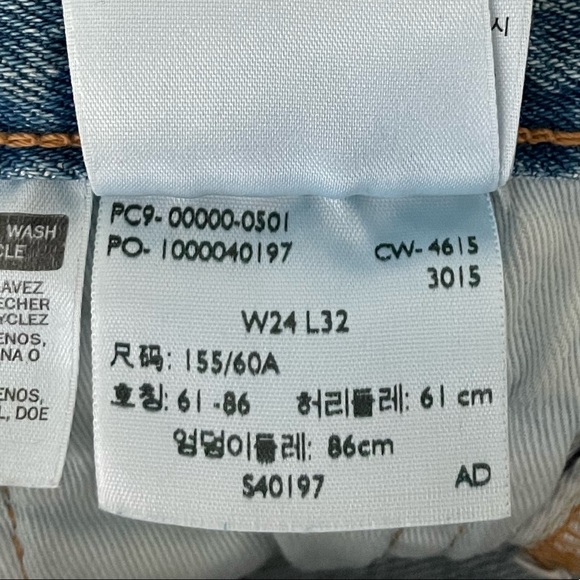 시
WASH
CLE
AVEZ
ECHER
YCLEZ
ENOS,
NA O
ENOS,
L, DOE
PC9- 00000-0501
PO- 1000040197 CW- 4615
3015
W24 L32
尺码: 155/60A
호칭: 61 -86 허리둘레: 61 cm
엉덩이둘레: 86cm
S40197 AD